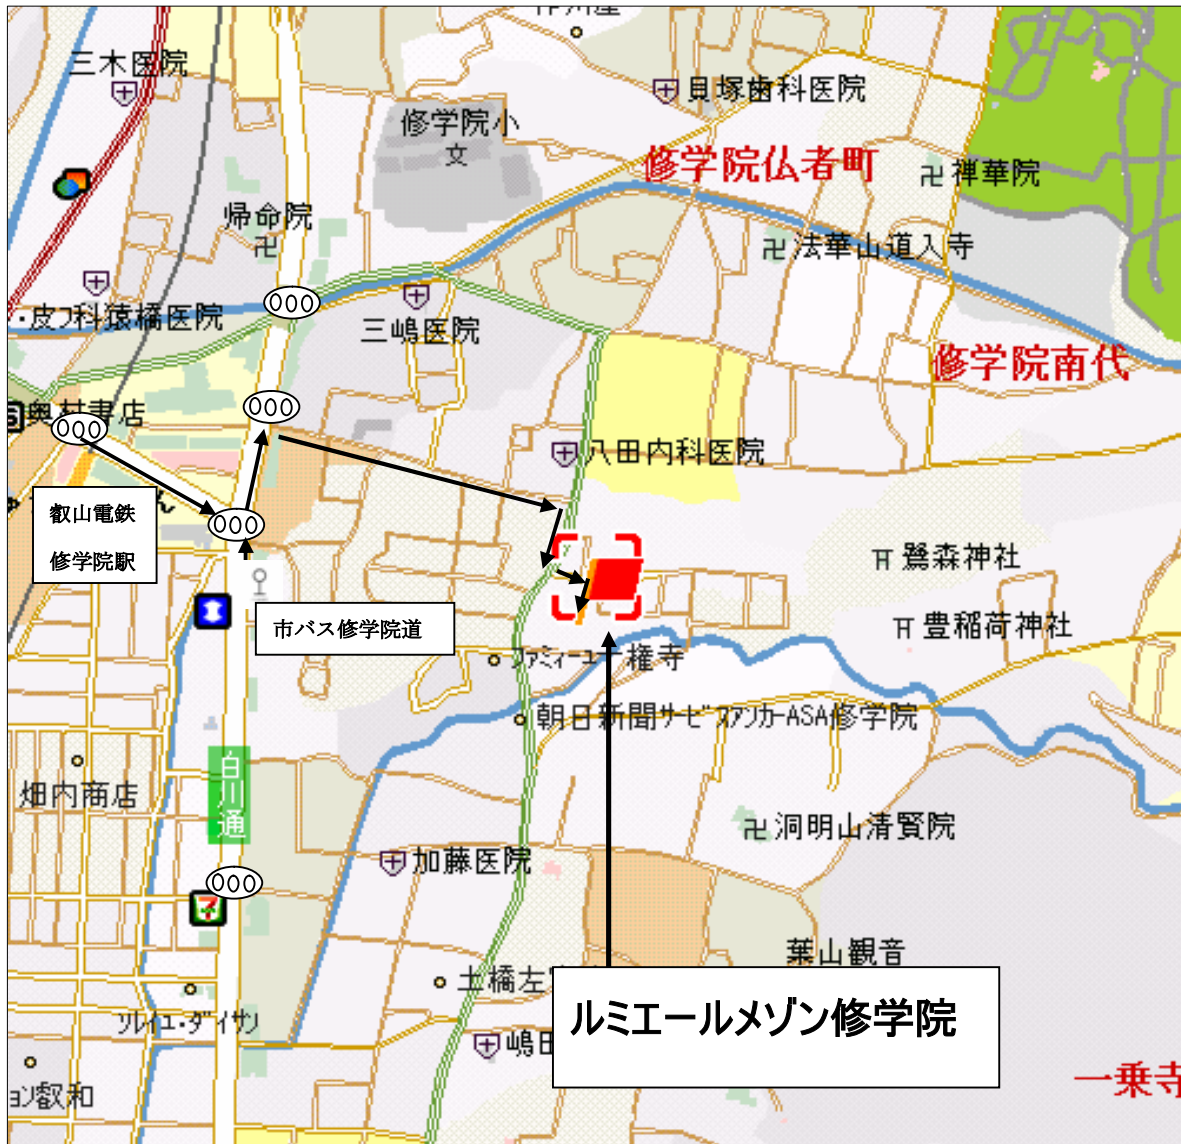 三木医院
貝塚歯科医院
修学院小
文
修学院仏者町
禅華院
帰命院
法華山道入寺
・皮フ科猿橋医院
三嶋医院
修学院南代
奥村書店
八田内科医院
叡山電鉄
修学院駅
鷺森神社
市バス修学院道
豊稲荷神社
ファミィーユ一権寺
朝日新聞サービスアンカーASA修学院
白川通
畑内商店
洞明山清賢院
加藤医院
葉山観音
土橋左
ルミエールメゾン修学院
ソレイユ・ダイサン
嶋田
一乗寺
ョン叡和